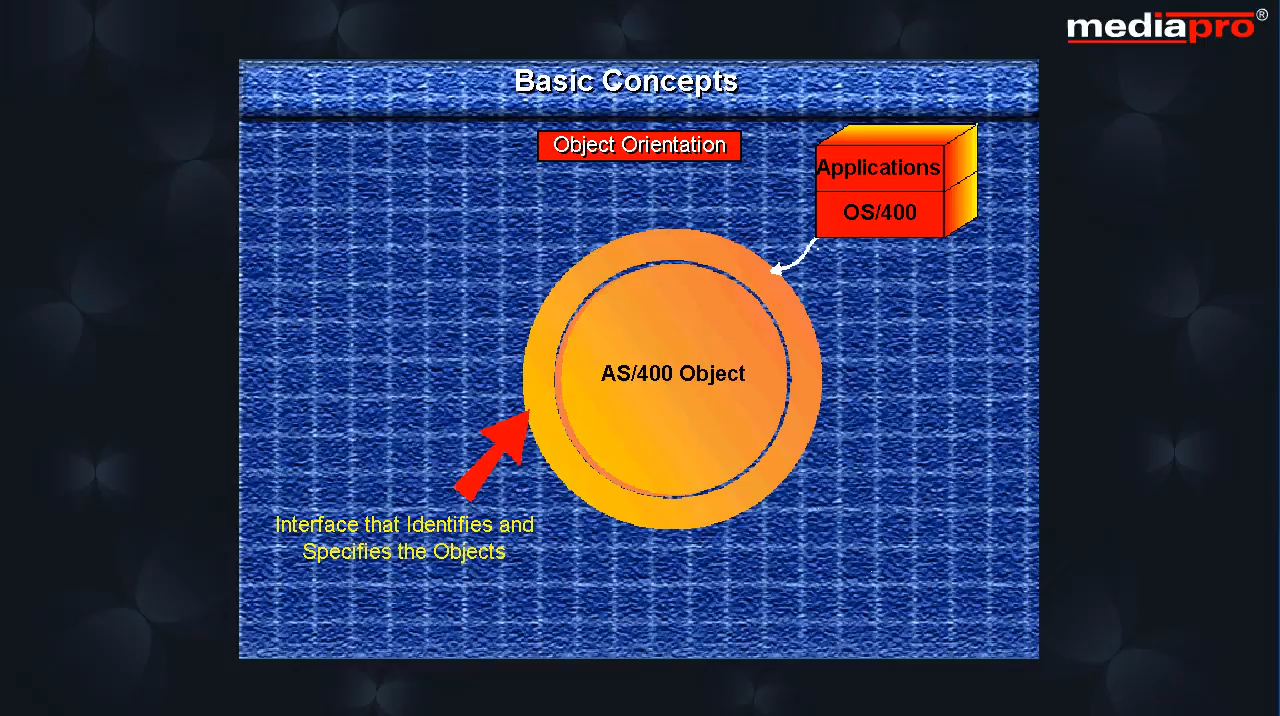 mediapro®
Basic Concepts
Object Orientation
Applications
OS/400
AS/400 Object
Interface that Identifies and
Specifies the Objects